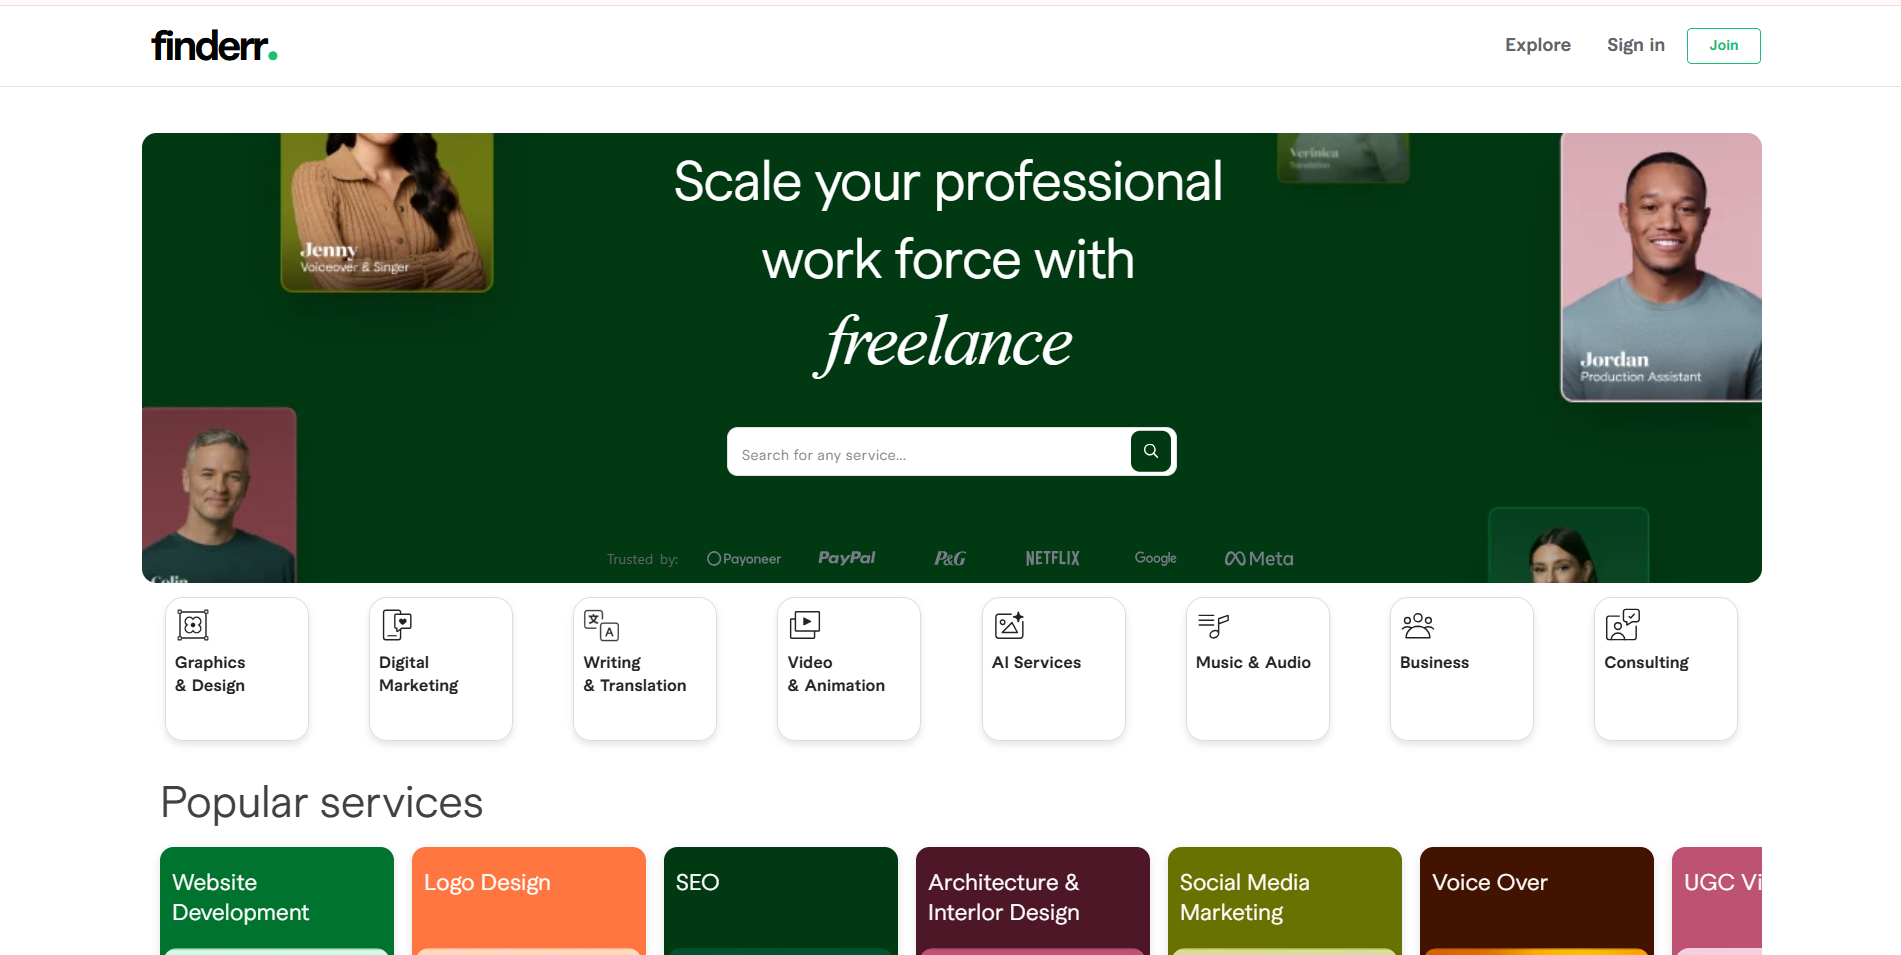 finderr.
Explore
Sign in
Join
Scale your professional
work force with
freelance
Jenny
Voiceover & Singer
Verinica
Translation
Jordan
Production Assistant
Colin
Search for any service...
Trusted by:
Payoneer
PayPal
P&G
NETFLIX
Google
Meta
Graphics
& Design
Digital
Marketing
Writing
& Translation
Video
& Animation
AI Services
Music & Audio
Business
Consulting
Popular services
Website
Development
Logo Design
SEO
Architecture &
Interlor Design
Social Media
Marketing
Voice Over
UGC Vi